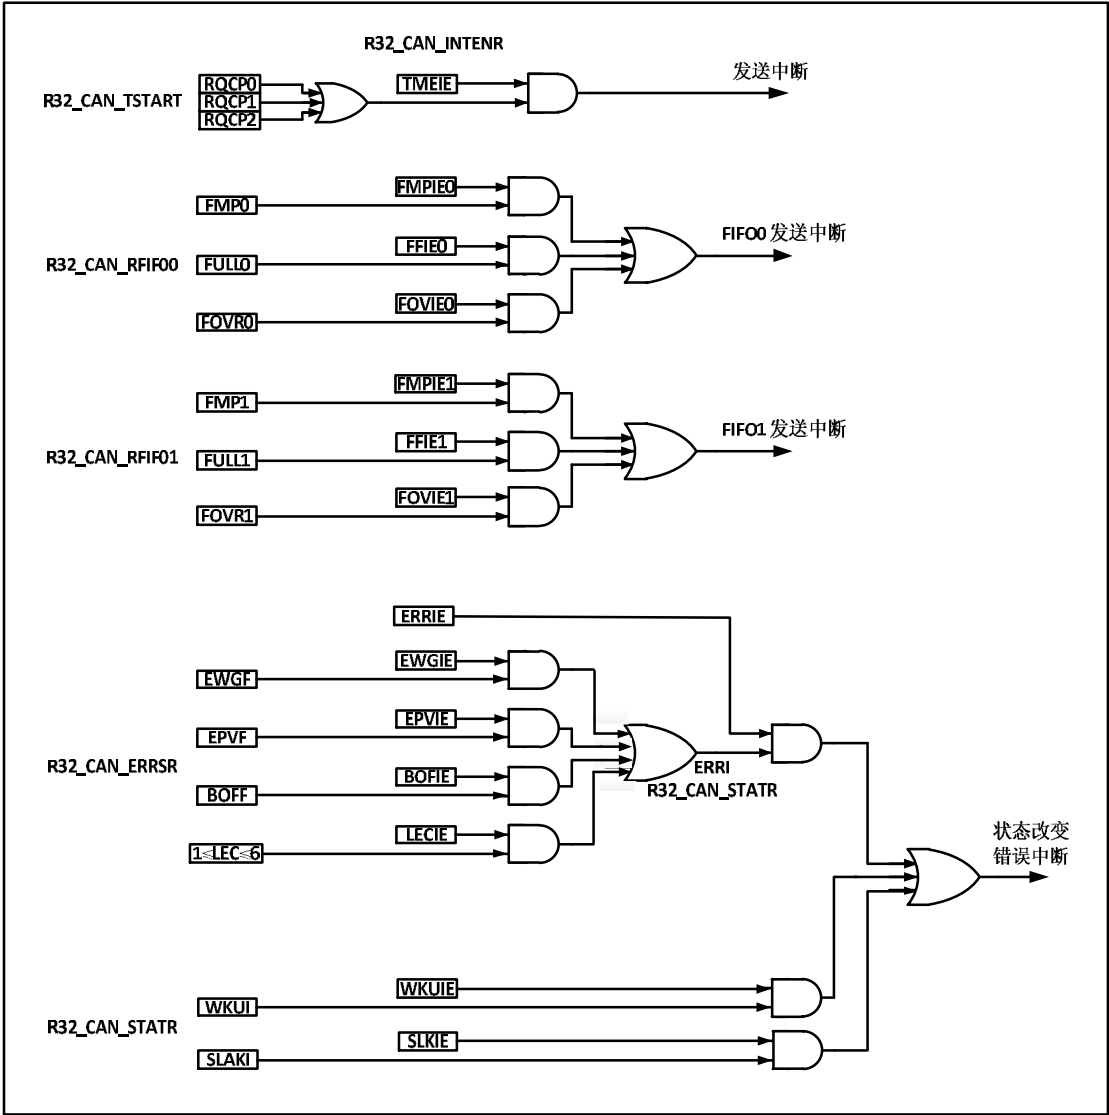 R32_CAN_INTENR
RQCP0
TMEIE
发送中断
R32_CAN_TSTART
RQCP1
RQCP2
FMPIE0
FMP0
FFIE0
FIFO0 发送中断
R32_CAN_RFIF00
FULL0
FOVIE0
FOVR0
FMPIE1
FMP1
FFIE1
FIFO1 发送中断
R32_CAN_RFIF01
FULL1
FOVIE1
FOVR1
ERRIE
EWGIE
EWGF
EPVIE
EPVF
R32_CAN_ERRSR
ERRI
R32_CAN_STATR
BOFIE
BOFF
LECIE
1≤LEC≤6
状态改变
错误中断
WKUIE
WKUI
R32_CAN_STATR
SLKIE
SLAKI